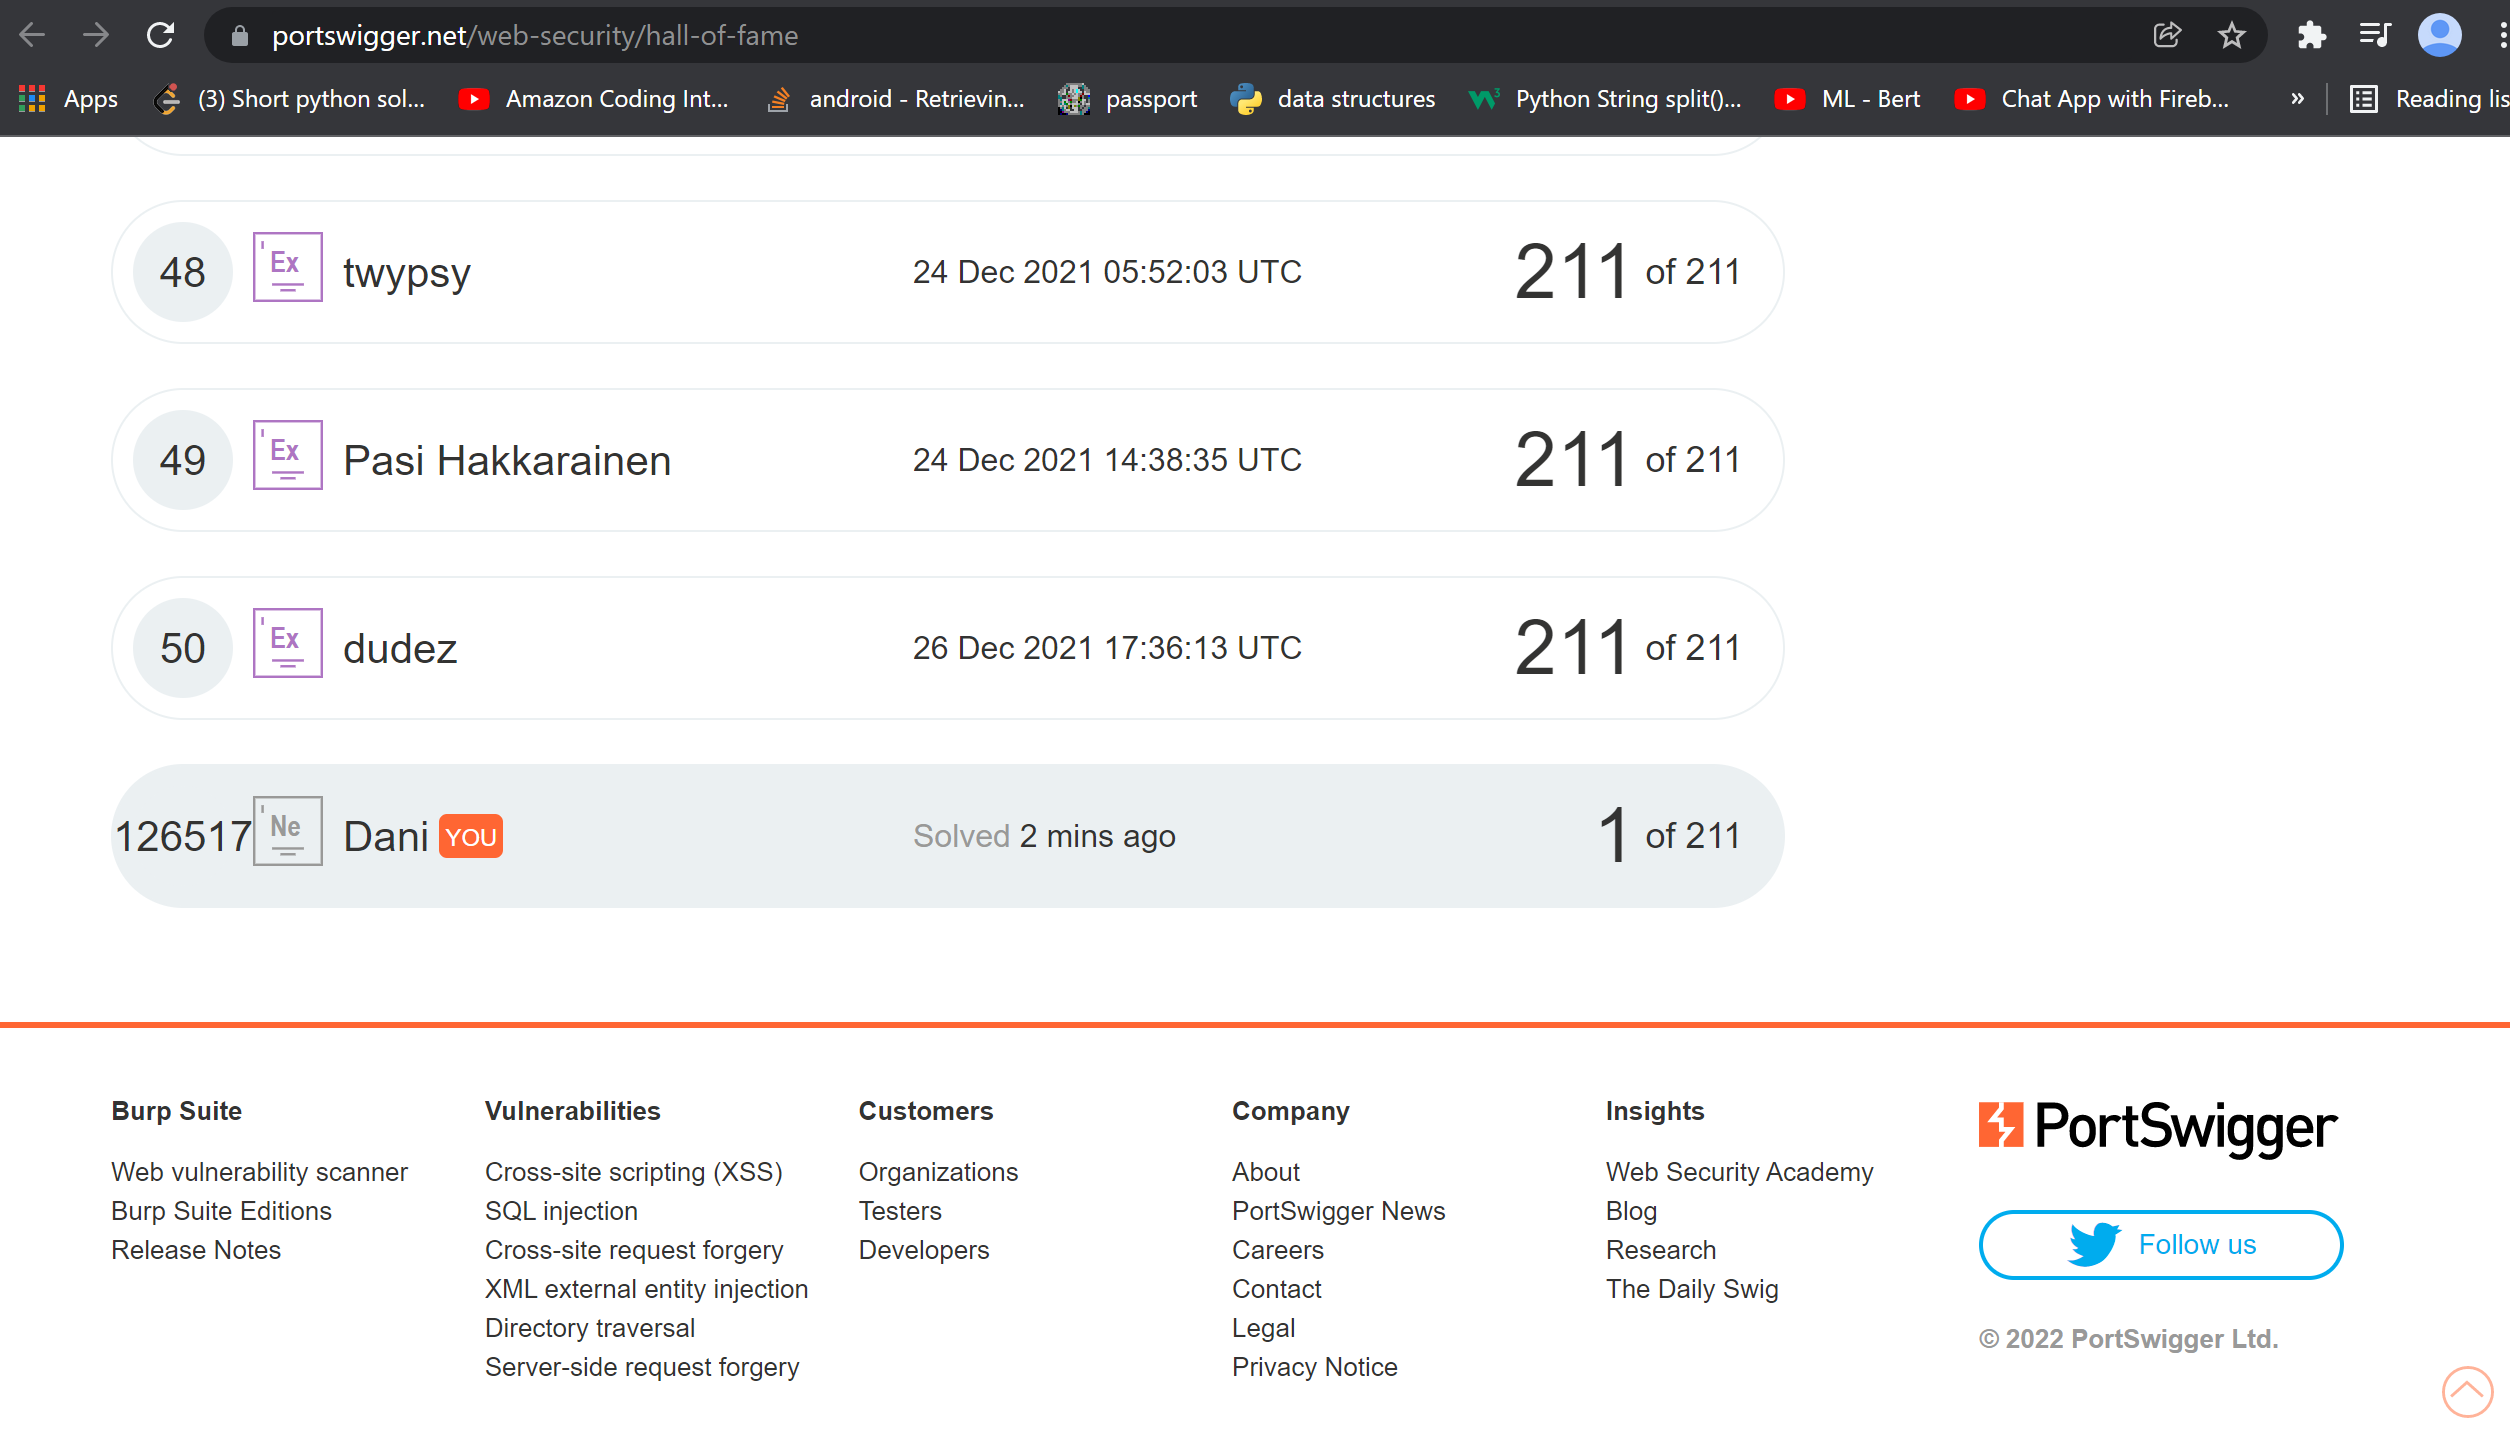 portswigger.net/web-security/hall-of-fame
Apps (3) Short python sol... Amazon Coding Int... android - Retrievin... passport data structures Python String split()... ML - Bert Chat App with Fireb... » Reading lis
48 Ex twypsy 24 Dec 2021 05:52:03 UTC 211 of 211
49 Ex Pasi Hakkarainen 24 Dec 2021 14:38:35 UTC 211 of 211
50 Ex dudez 26 Dec 2021 17:36:13 UTC 211 of 211
126517 Ne Dani YOU Solved 2 mins ago 1 of 211
Burp Suite
Web vulnerability scanner
Burp Suite Editions
Release Notes
Vulnerabilities
Cross-site scripting (XSS)
SQL injection
Cross-site request forgery
XML external entity injection
Directory traversal
Server-side request forgery
Customers
Organizations
Testers
Developers
Company
About
PortSwigger News
Careers
Contact
Legal
Privacy Notice
Insights
Web Security Academy
Blog
Research
The Daily Swig
PortSwigger
Follow us
© 2022 PortSwigger Ltd.